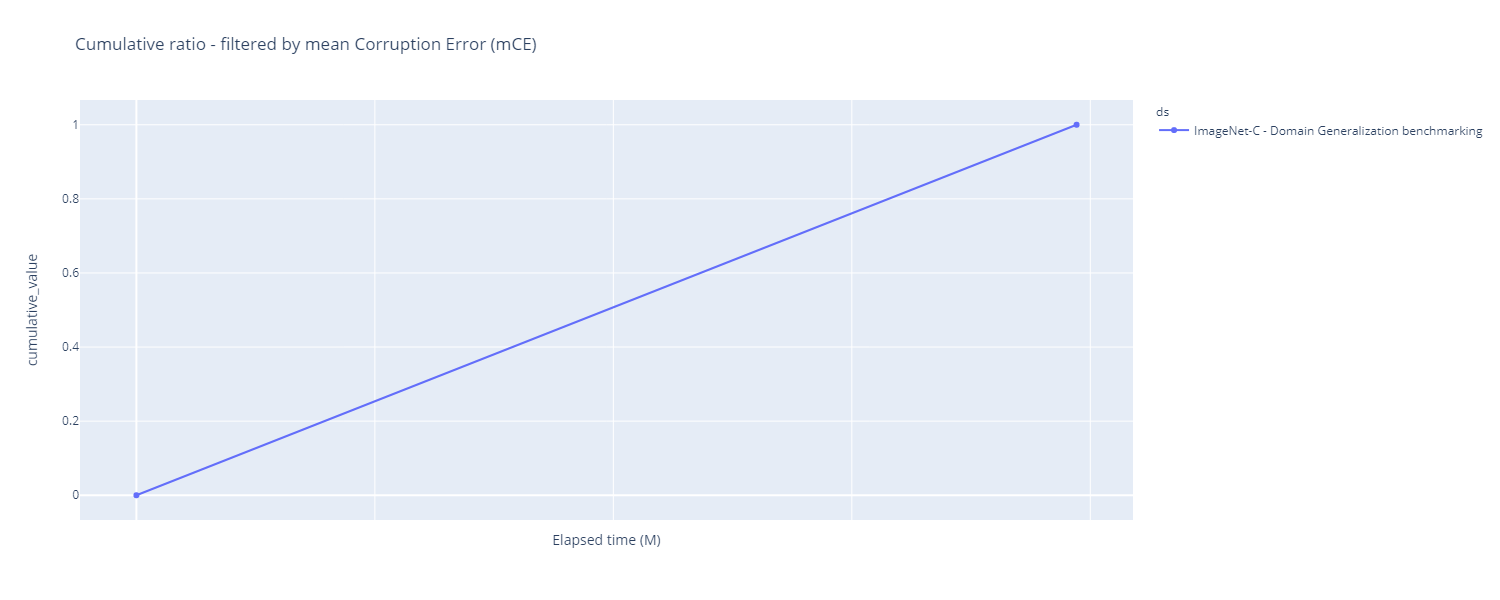 Cumulative ratio - filtered by mean Corruption Error (mCE)
ds
ImageNet-C - Domain Generalization benchmarking
cumulative_value
1
0.8
0.6
0.4
0.2
0
Elapsed time (M)